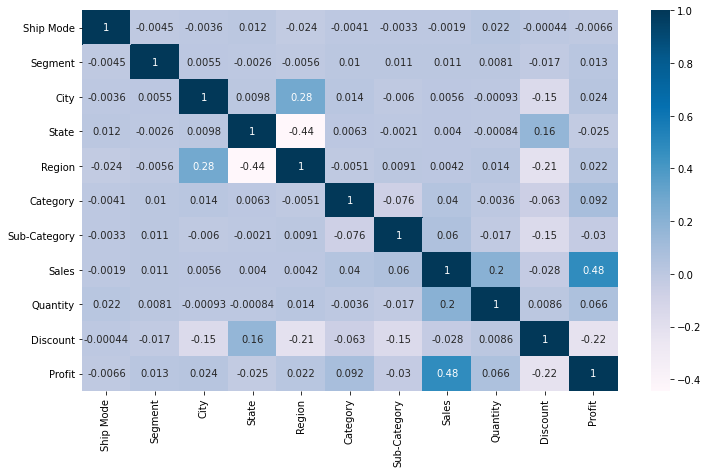 Ship Mode 1 -0.0045 -0.0036 0.012 -0.024 -0.0041 -0.0033 -0.0019 0.022 -0.00044 -0.0066
Segment -0.0045 1 0.0055 -0.0026 -0.0056 0.01 0.011 0.011 0.0081 -0.017 0.013
City -0.0036 0.0055 1 0.0098 0.28 0.014 -0.006 0.0056 -0.00093 -0.15 0.024
State 0.012 -0.0026 0.0098 1 -0.44 0.0063 -0.0021 0.004 -0.00084 0.16 -0.025
Region -0.024 -0.0056 0.28 -0.44 1 -0.0051 0.0091 0.0042 0.014 -0.21 0.022
Category -0.0041 0.01 0.014 0.0063 -0.0051 1 -0.076 0.04 -0.0036 -0.063 0.092
Sub-Category -0.0033 0.011 -0.006 -0.0021 0.0091 -0.076 1 0.06 -0.017 -0.15 -0.03
Sales -0.0019 0.011 0.0056 0.004 0.0042 0.04 0.06 1 0.2 -0.028 0.48
Quantity 0.022 0.0081 -0.00093 -0.00084 0.014 -0.0036 -0.017 0.2 1 0.0086 0.066
Discount -0.00044 -0.017 -0.15 0.16 -0.21 -0.063 -0.15 -0.028 0.0086 1 -0.22
Profit -0.0066 0.013 0.024 -0.025 0.022 0.092 -0.03 0.48 0.066 -0.22 1
Ship Mode Segment City State Region Category Sub-Category Sales Quantity Discount Profit
1.0
0.8
0.6
0.4
0.2
0.0
−0.2
−0.4